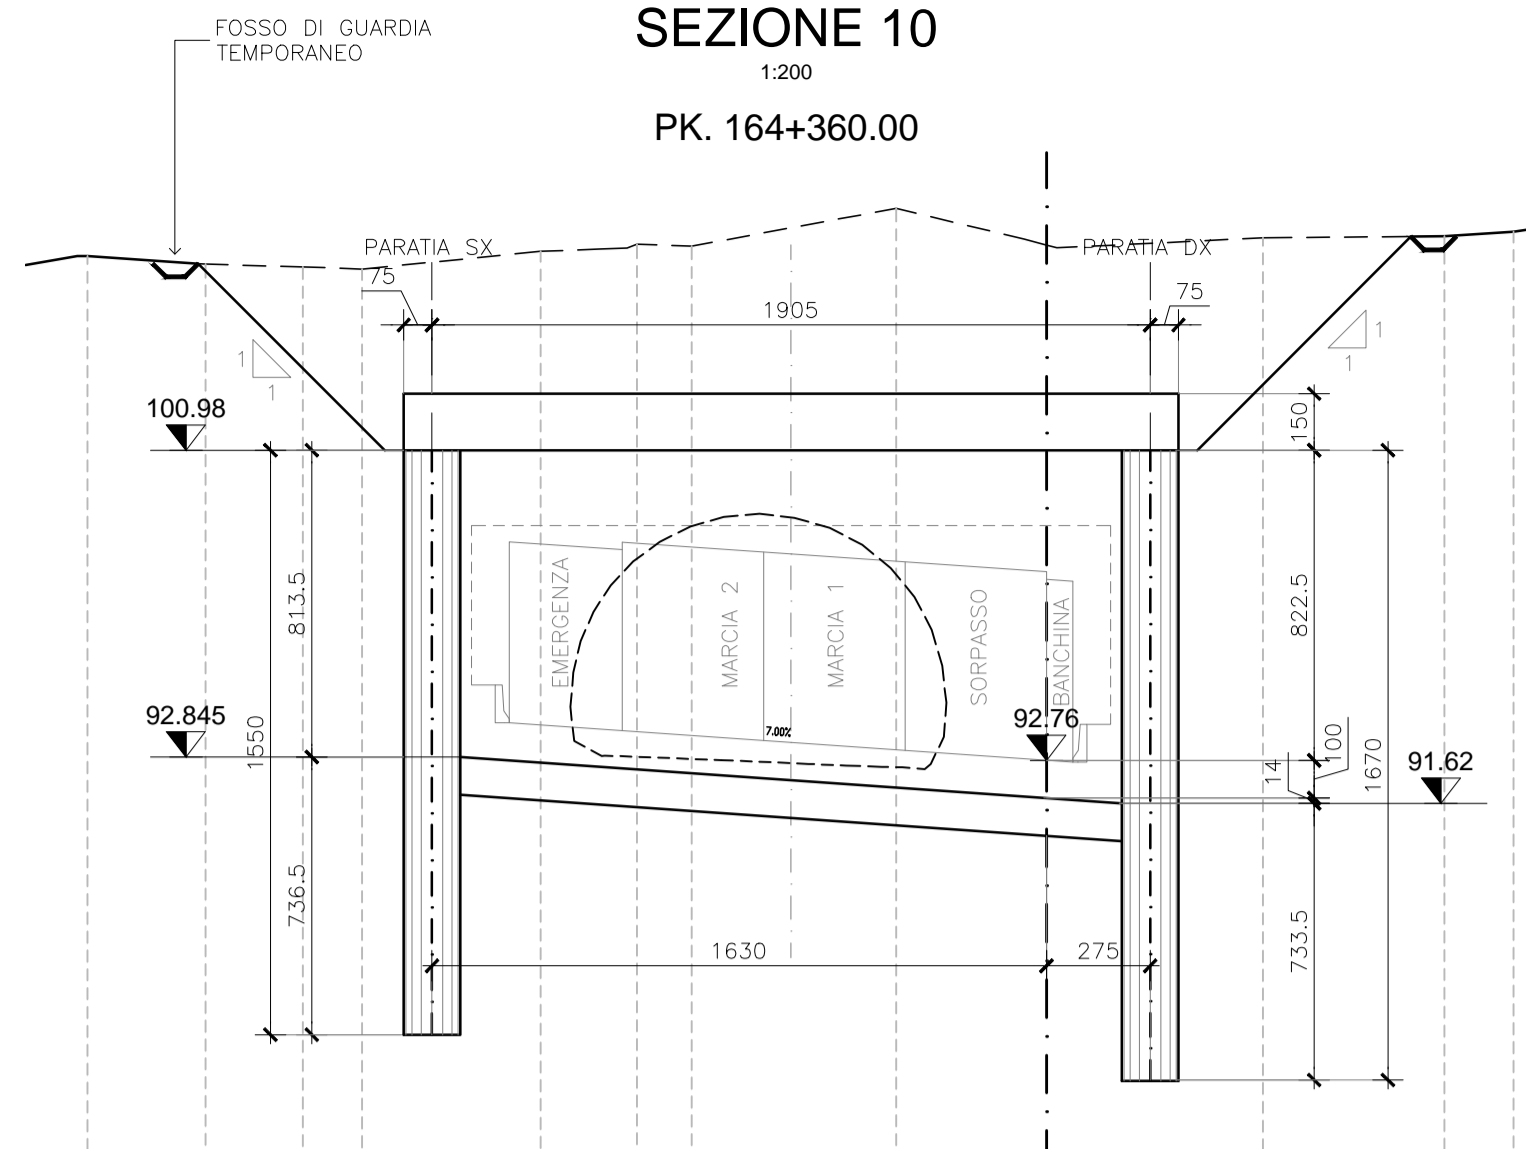 FOSSO DI GUARDIA
TEMPORANEO
SEZIONE 10
1:200
PK. 164+360.00
PARATIA SX
PARATIA DX
75
1905
75
1
1
1
1
100.98
150
813.5
822.5
EMERGENZA
MARCIA 2
MARCIA 1
SORPASSO
BANCHINA
92.845
1550
7.00%
92.76
14
100
1670
91.62
736.5
1630
275
733.5